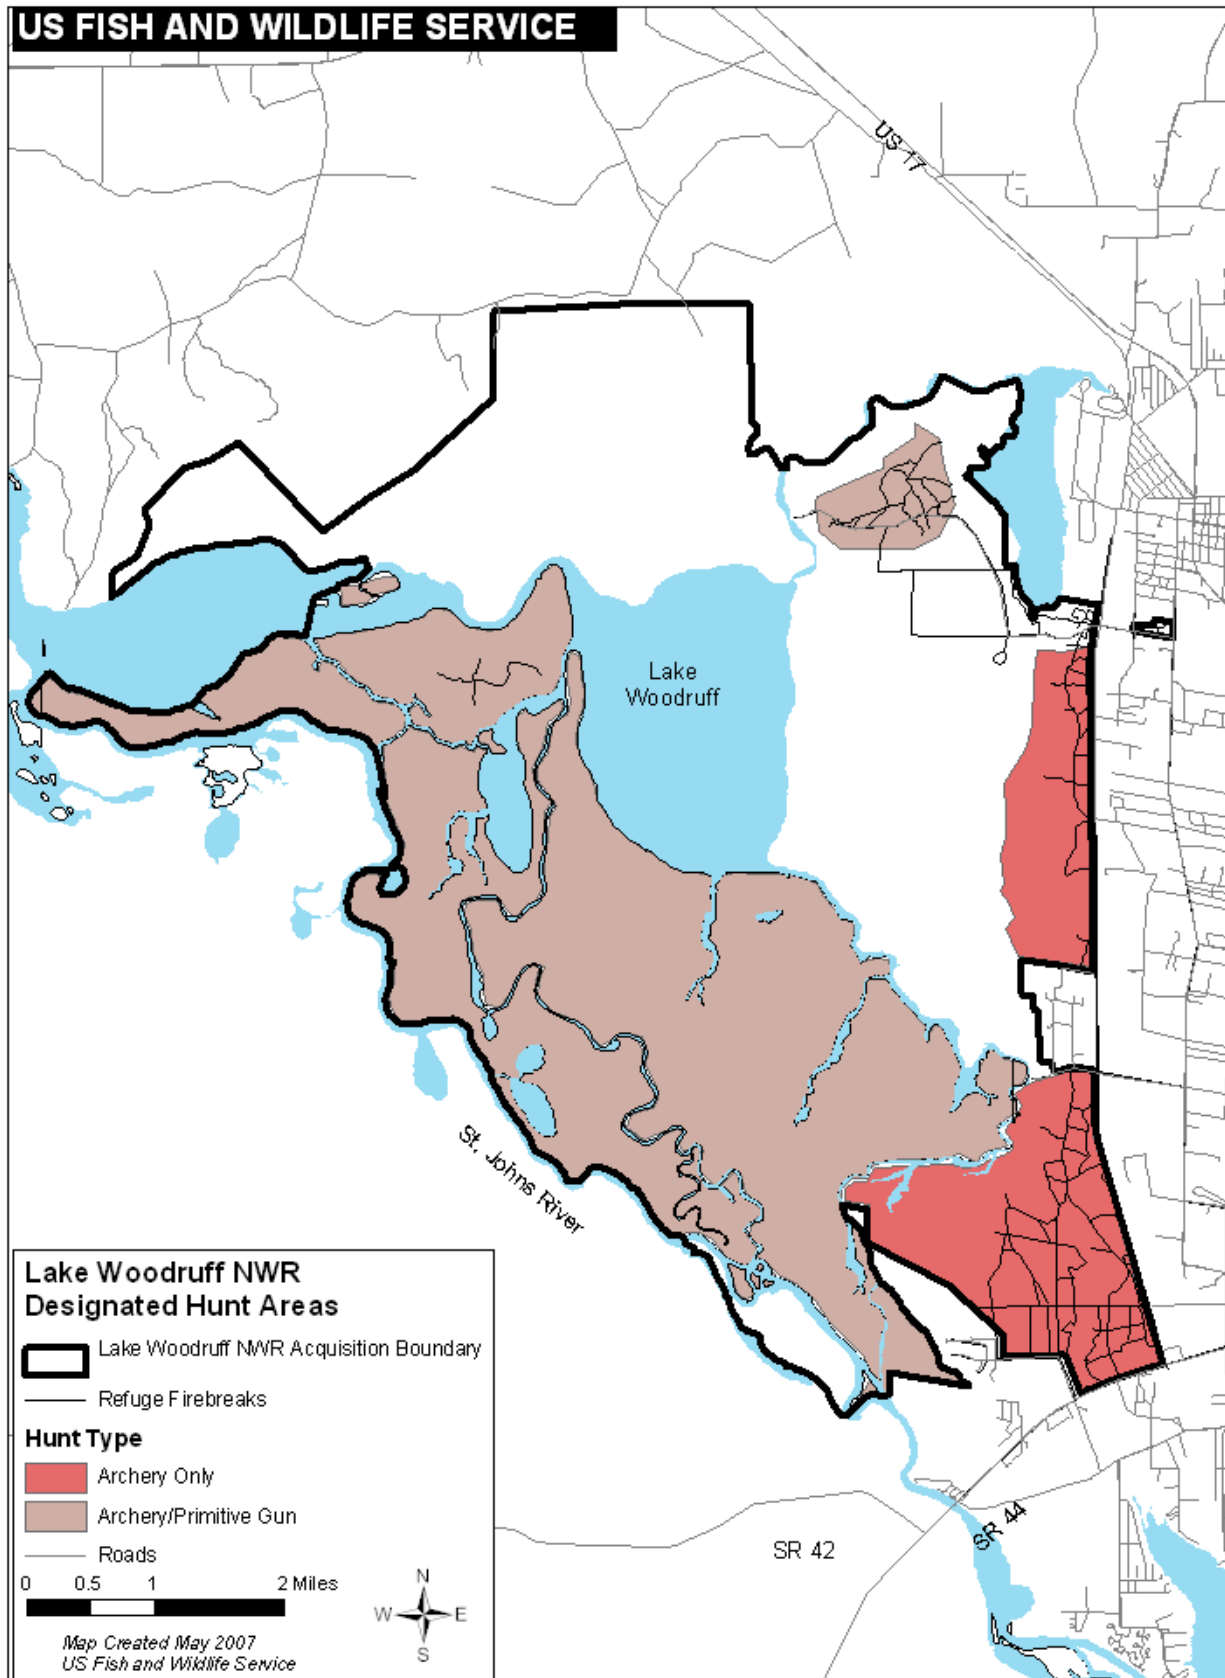 US FISH AND WILDLIFE SERVICE
US 17
Lake
Woodruff
St. Johns River
Lake Woodruff NWR
Designated Hunt Areas
Lake Woodruff NWR Acquisition Boundary
Refuge Firebreaks
Hunt Type
Archery Only
Archery/Primitive Gun
Roads
0 0.5 1 2 Miles
Map Created May 2007
US Fish and Wildlife Service
N
W E
S
SR 42
SR 44